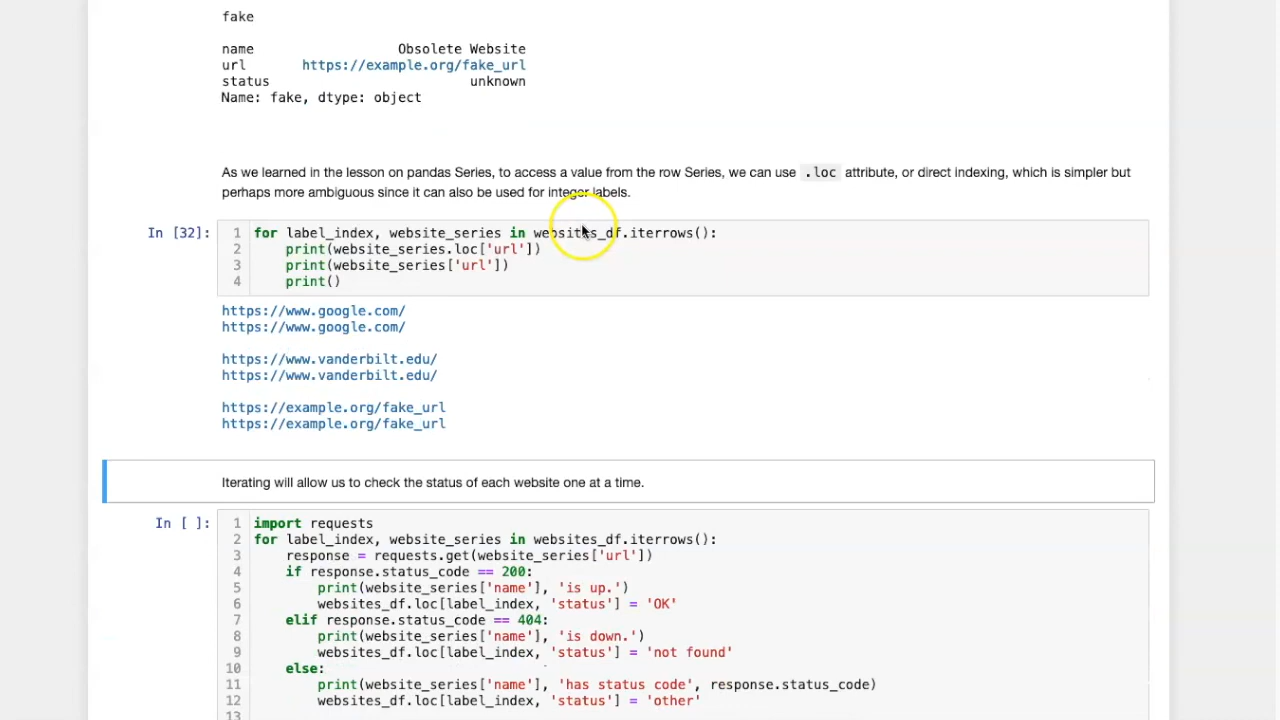 fake
name Obsolete Website
url https://example.org/fake_url
status unknown
Name: fake, dtype: object
As we learned in the lesson on pandas Series, to access a value from the row Series, we can use .loc attribute, or direct indexing, which is simpler but
perhaps more ambiguous since it can also be used for integer labels.
In [32]: 1 for label_index, website_series in websites_df.iterrows():
2 print(website_series.loc['url'])
3 print(website_series['url'])
4 print()
https://www.google.com/
https://www.google.com/
https://www.vanderbilt.edu/
https://www.vanderbilt.edu/
https://example.org/fake_url
https://example.org/fake_url
Iterating will allow us to check the status of each website one at a time.
In [ ]: 1 import requests
2 for label_index, website_series in websites_df.iterrows():
3 response = requests.get(website_series['url'])
4 if response.status_code == 200:
5 print(website_series['name'], 'is up.')
6 websites_df.loc[label_index, 'status'] = 'OK'
7 elif response.status_code == 404:
8 print(website_series['name'], 'is down.')
9 websites_df.loc[label_index, 'status'] = 'not found'
10 else:
11 print(website_series['name'], 'has status code', response.status_code)
12 websites_df.loc[label_index, 'status'] = 'other'
13